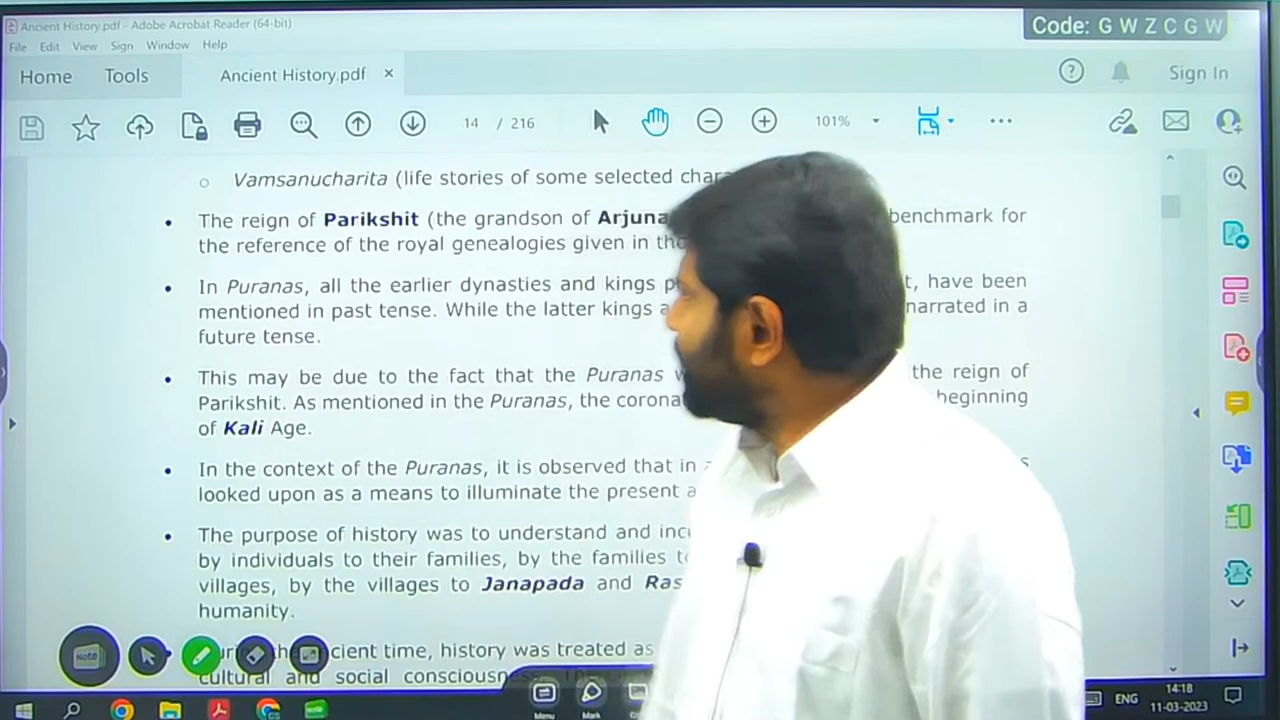 Ancient History.pdf - Adobe Acrobat Reader (64-bit)
Code: G W Z C G W
File Edit View Sign Window Help
Home Tools Ancient History.pdf × Sign In
14 / 216 101%
Vamsanucharita (life stories of some selected
The reign of Parikshit (the grandson of Arjuna benchmark for
the reference of the royal genealogies given in
In Puranas, all the earlier dynasties and kings have been
mentioned in past tense. While the latter kings narrated in a
future tense.
This may be due to the fact that the Puranas the reign of
Parikshit. As mentioned in the Puranas, the beginning
of Kali Age.
In the context of the Puranas, it is observed that in
looked upon as a means to illuminate the present
The purpose of history was to understand and
by individuals to their families, by the families
villages, by the villages to Janapada and
humanity.
time, history was treated as
cultural and social
Note
Menu Mark
ENG 14:18
11-03-2023